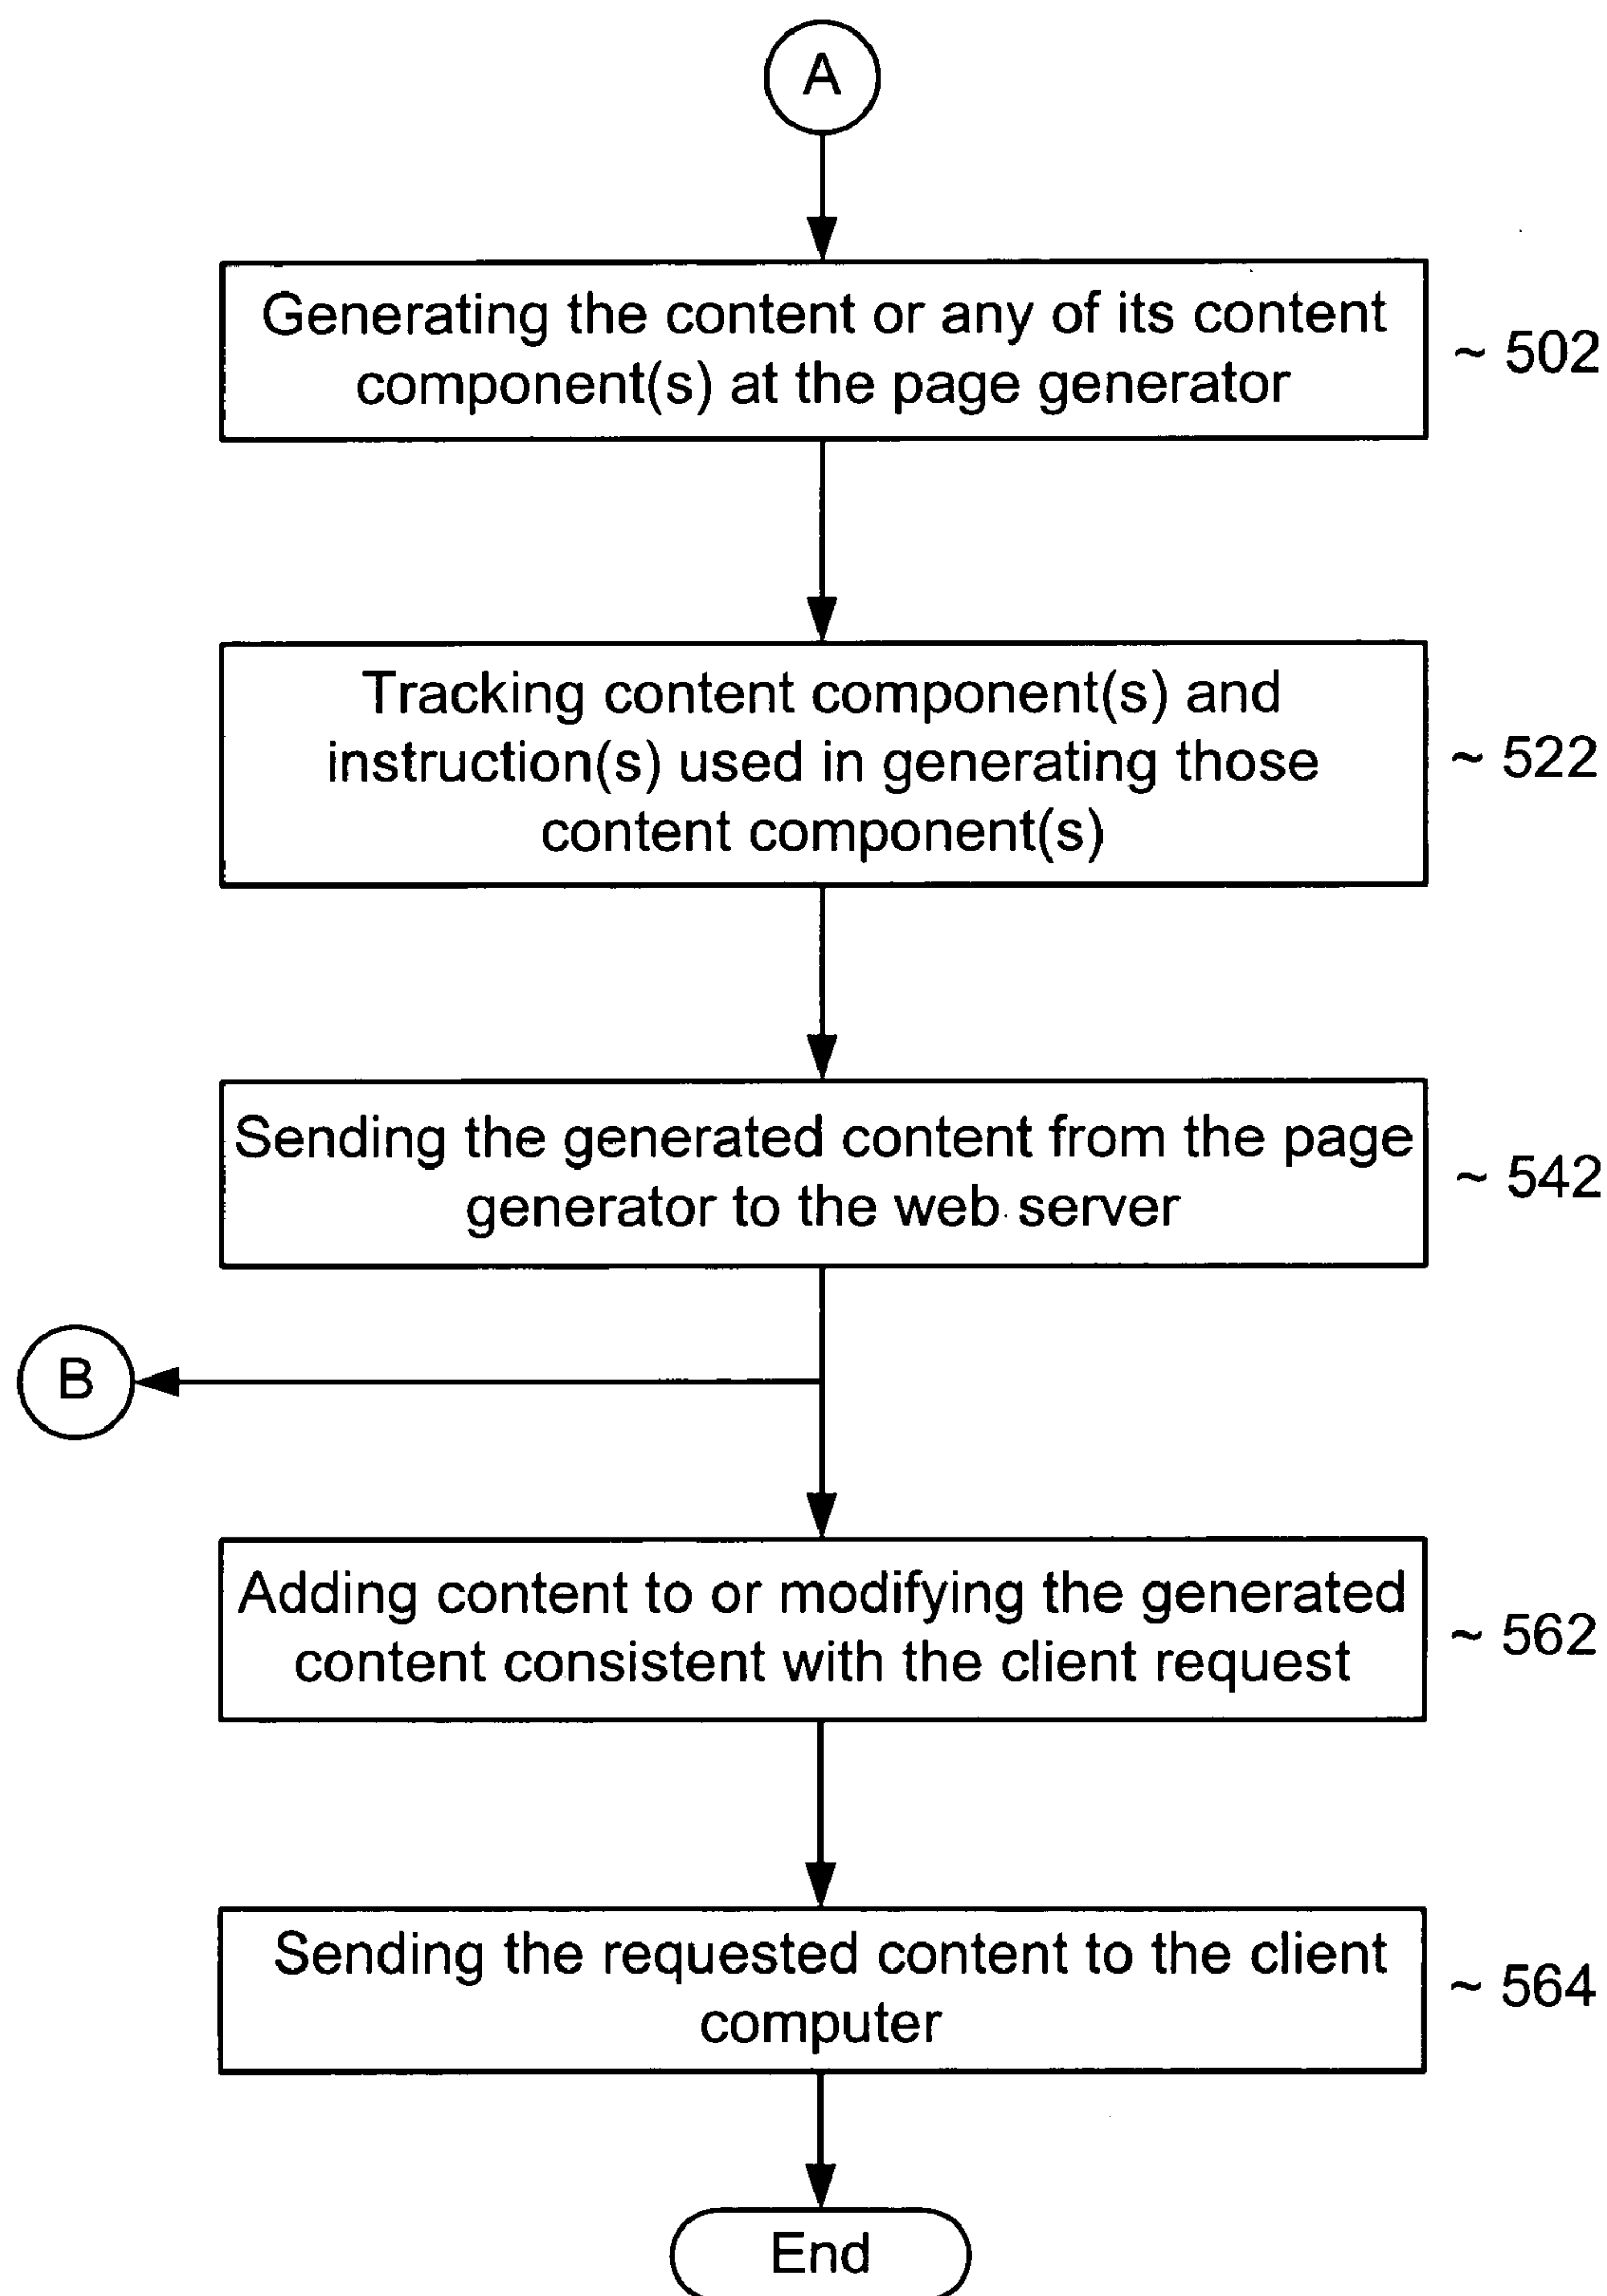 A
Generating the content or any of its content
component(s) at the page generator
~ 502
Tracking content component(s) and
instruction(s) used in generating those
content component(s)
~ 522
Sending the generated content from the page
generator to the web server
~ 542
B
Adding content to or modifying the generated
content consistent with the client request
~ 562
Sending the requested content to the client
computer
~ 564
End